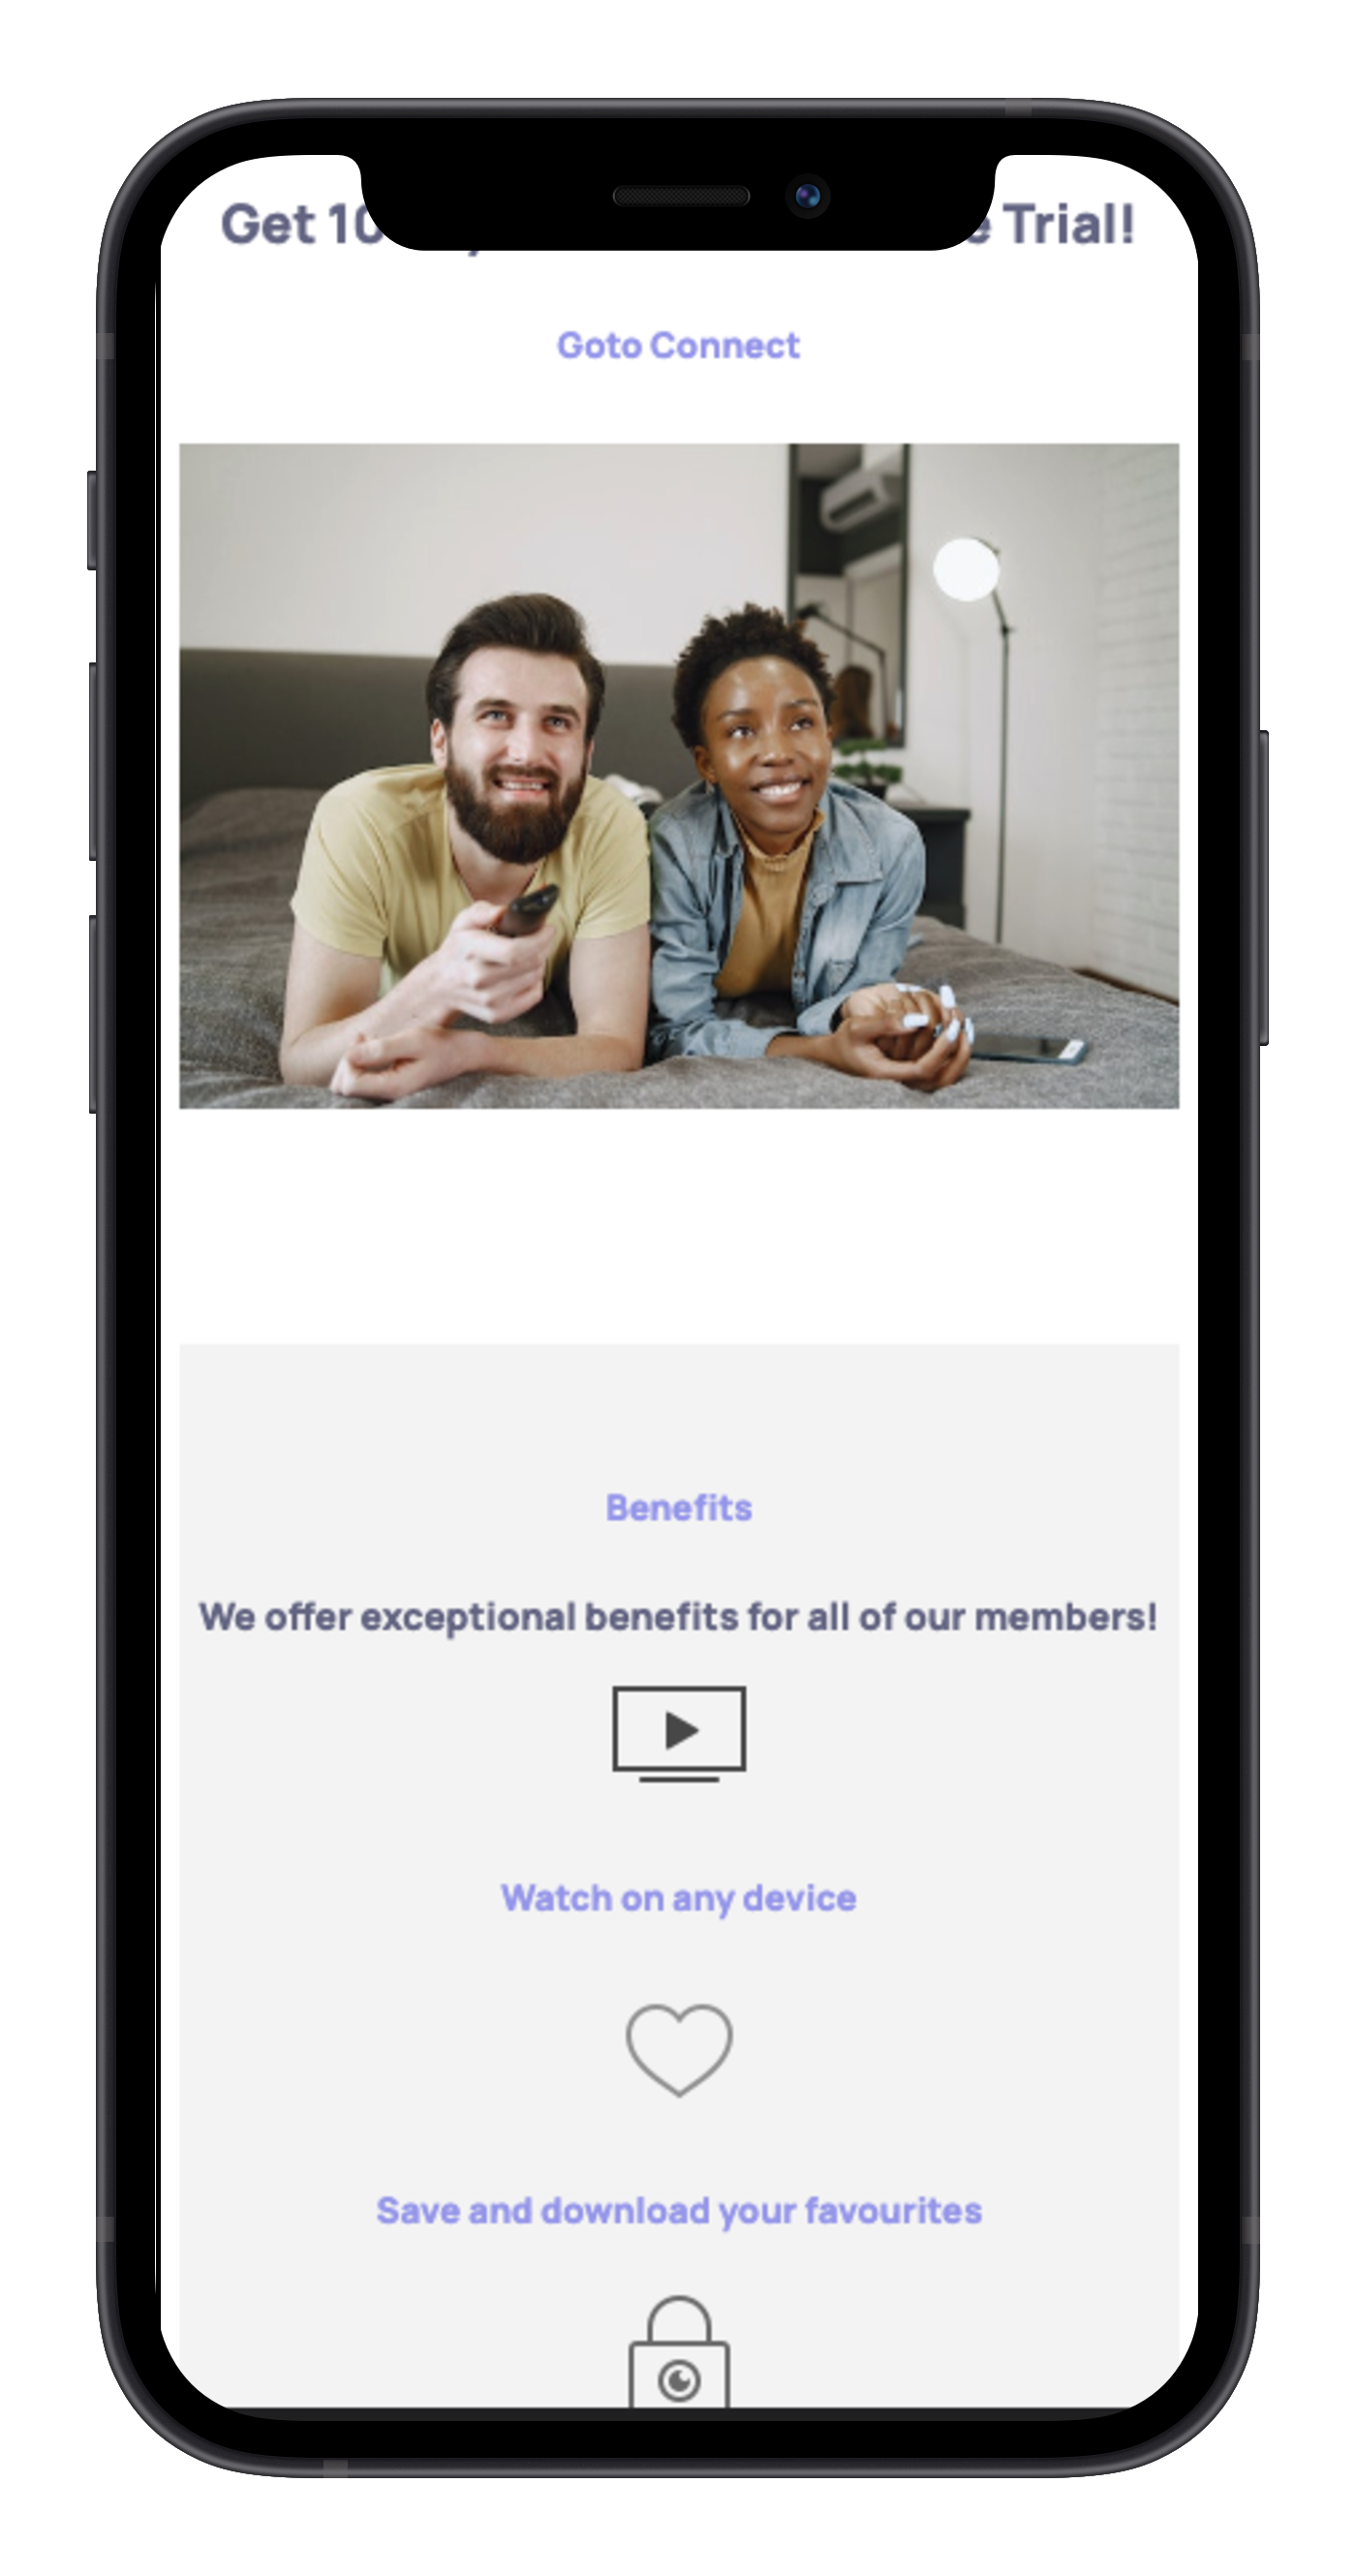 Get 10 Trial!
Goto Connect
Benefits
We offer exceptional benefits for all of our members!
Watch on any device
Save and download your favourites